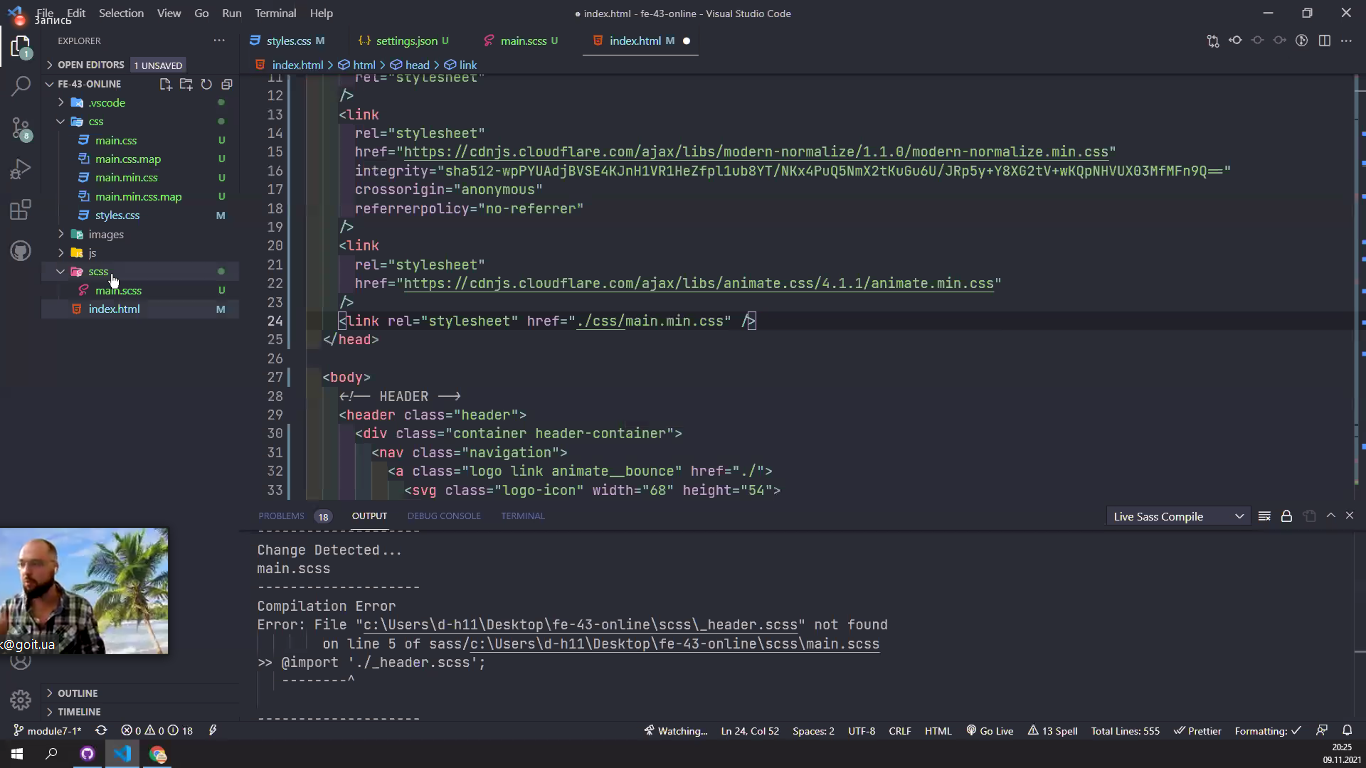 File Edit Selection View Go Run Terminal Help
● index.html - fe-43-online - Visual Studio Code
Запись
EXPLORER
styles.css M
settings.json U
main.scss U
index.html M ●
OPEN EDITORS 1 UNSAVED
index.html > html > head > link
FE-43-ONLINE
.vscode
css
main.css U
main.css.map U
main.min.css U
main.min.css.map U
styles.css M
images
js
scss
main.scss U
index.html M
OUTLINE
TIMELINE
11 rel="stylesheet"
12 />
13 <link
14 rel="stylesheet"
15 href="https://cdnjs.cloudflare.com/ajax/libs/modern-normalize/1.1.0/modern-normalize.min.css"
16 integrity="sha512-wpPYUAdjBVSE4KJnH1VR1HeZfpl1ub8YT/NKx4PuQ5NmX2tKuGu6U/JRp5y+Y8XG2tV+wKQpNHVUX03MfMFn9Q=="
17 crossorigin="anonymous"
18 referrerpolicy="no-referrer"
19 />
20 <link
21 rel="stylesheet"
22 href="https://cdnjs.cloudflare.com/ajax/libs/animate.css/4.1.1/animate.min.css"
23 />
24 <link rel="stylesheet" href="./css/main.min.css" />
25 </head>
26
27 <body>
28 <!-- HEADER -->
29 <header class="header">
30 <div class="container header-container">
31 <nav class="navigation">
32 <a class="logo link animate__bounce" href="./">
33 <svg class="logo-icon" width="68" height="54">
PROBLEMS 18 OUTPUT DEBUG CONSOLE TERMINAL
Live Sass Compile
--------------------
Change Detected...
main.scss
--------------------
Compilation Error
Error: File "c:\Users\d-h11\Desktop\fe-43-online\scss\_header.scss" not found
on line 5 of sass/c:\Users\d-h11\Desktop\fe-43-online\scss\main.scss
>> @import './_header.scss';
--------^
--------------------
k@goit.ua
module7-1* 0 0 18
Watching... Ln 24, Col 52 Spaces: 2 UTF-8 CRLF HTML Go Live 13 Spell Total Lines: 555 Prettier Formating: ✓
20:25
09.11.2021